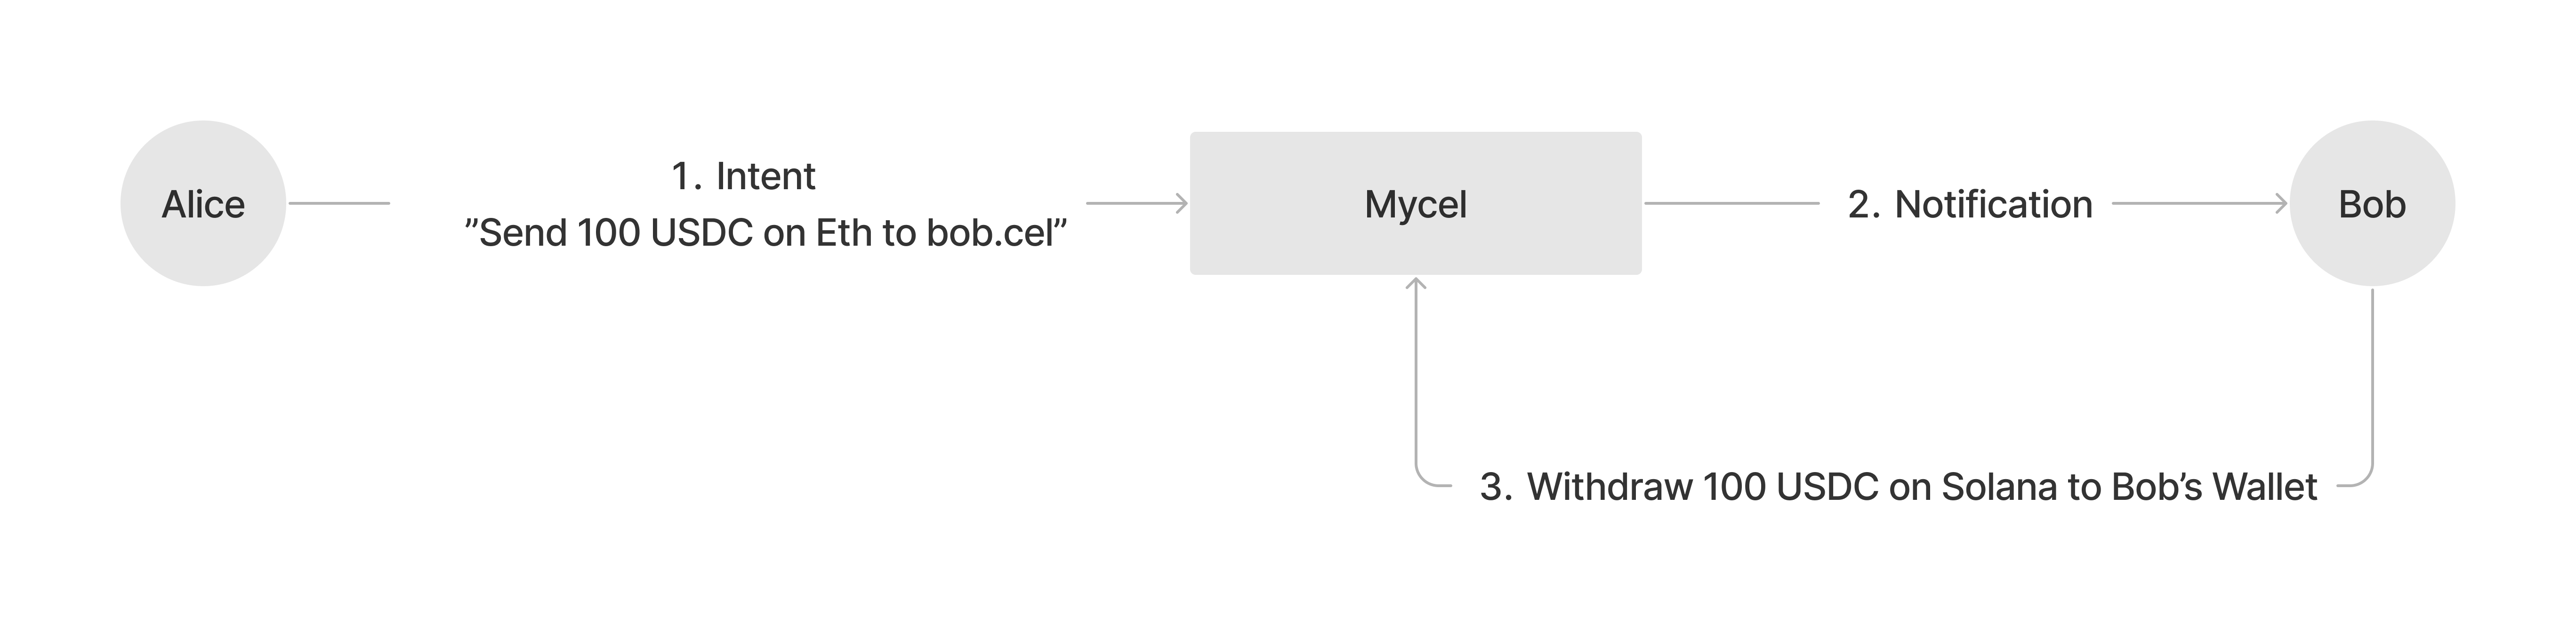 Alice
1. Intent
”Send 100 USDC on Eth to bob.cel”
Mycel
2. Notification
Bob
3. Withdraw 100 USDC on Solana to Bob’s Wallet